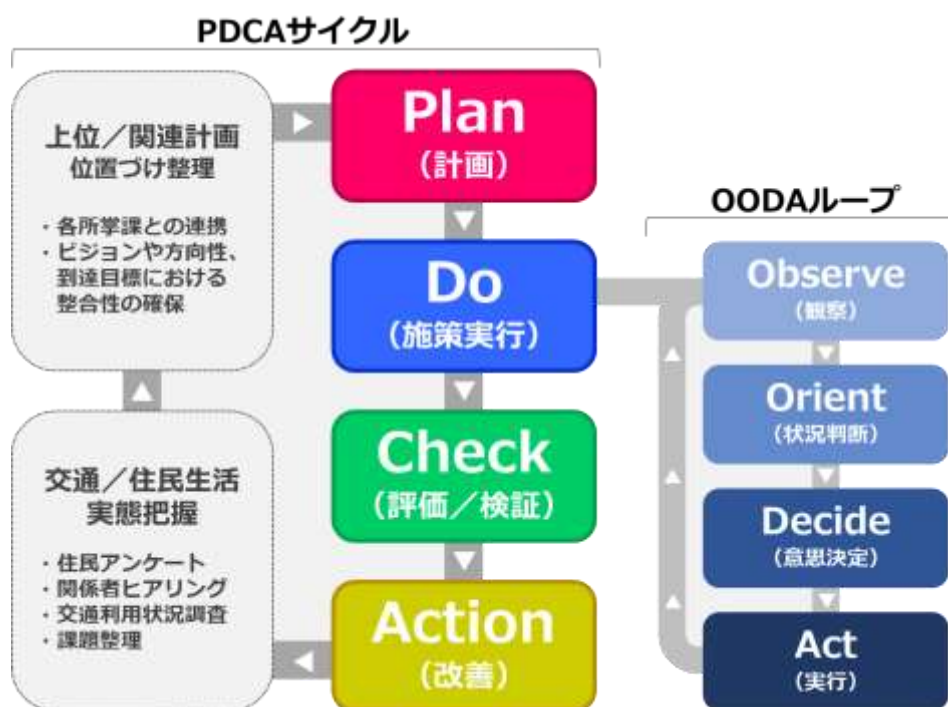 PDCAサイクル
上位／関連計画
位置づけ整理
・各所掌課との連携
・ビジョンや方向性、
到達目標における
整合性の確保
交通／住民生活
実態把握
・住民アンケート
・関係者ヒアリング
・交通利用状況調査
・課題整理
Plan
（計画）
Do
（施策実行）
Check
（評価／検証）
Action
（改善）
OODAループ
Observe
（観察）
Orient
（状況判断）
Decide
（意思決定）
Act
（実行）